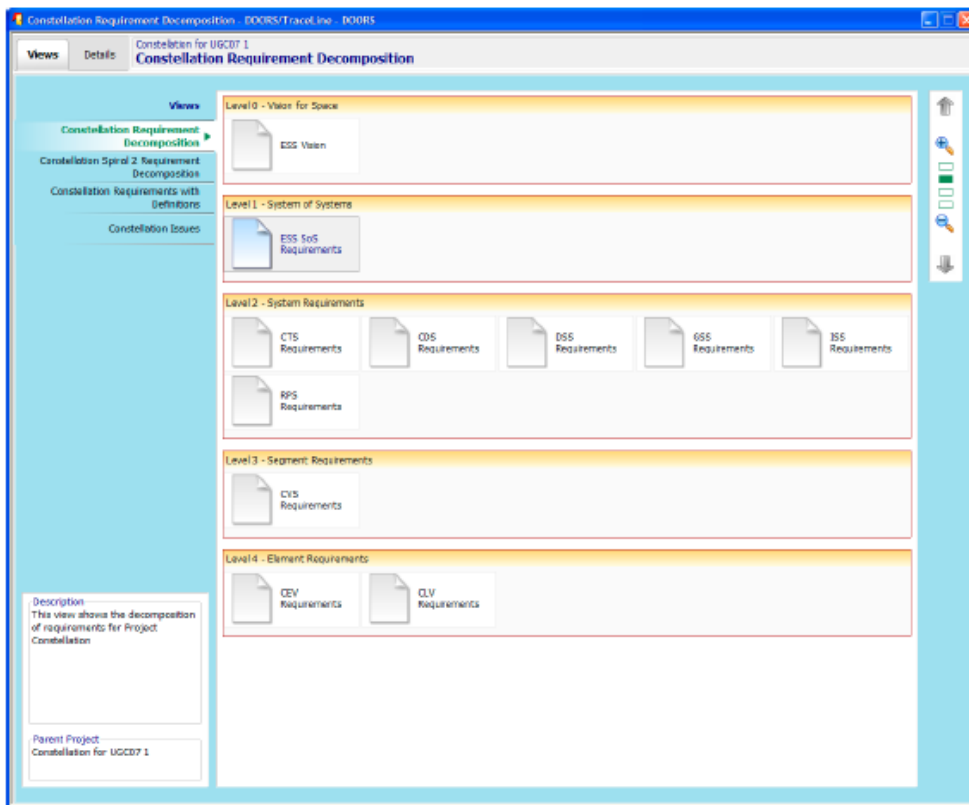 Constellation Requirement Decomposition - DOORS/TraceLine - DOORS
Views
Details
Constellation for UGC07 1
Constellation Requirement Decomposition
Views
Constellation Requirement
Decomposition
Constellation Spiral 2 Requirement
Decomposition
Constellation Requirements with
Definitions
Constellation Issues
Level 0 - Vision for Space
ESS Vision
Level 1 - System of Systems
ESS SoS
Requirements
Level 2 - System Requirements
CTS
Requirements
CDS
Requirements
DSS
Requirements
GSS
Requirements
ISS
Requirements
RPS
Requirements
Level 3 - Segment Requirements
CVS
Requirements
Level 4 - Element Requirements
CEV
Requirements
CLV
Requirements
Description
This view shows the decomposition
of requirements for Project
Constellation
Parent Project
Constellation for UGC07 1